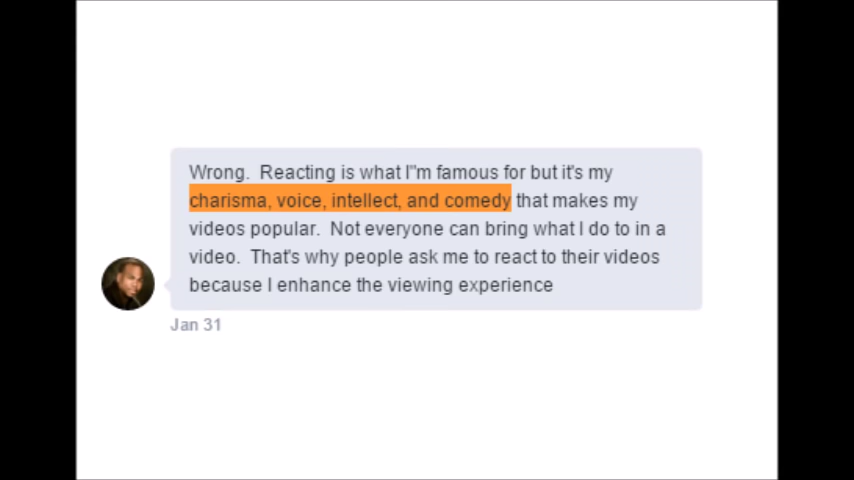 Wrong.  Reacting is what I"m famous for but it's my
charisma, voice, intellect, and comedy that makes my
videos popular.  Not everyone can bring what I do to in a
video.  That's why people ask me to react to their videos
because I enhance the viewing experience
Jan 31